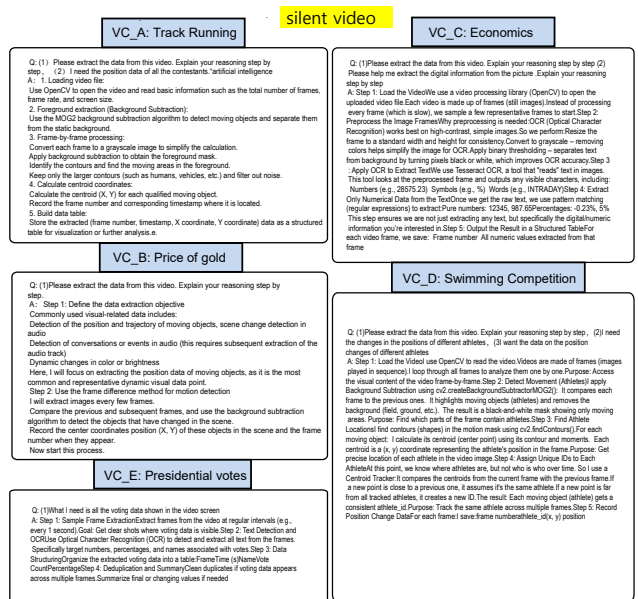 silent video
VC_A: Track Running
Q: (1) Please extract the data from this video. Explain your reasoning step by
step。 (2) I need the position data of all the contestants.*artificial intelligence
A: 1. Loading video file:
Use OpenCV to open the video and read basic information such as the total number of frames,
frame rate, and screen size.
2. Foreground extraction (Background Subtraction):
Use the MOG2 background subtraction algorithm to detect moving objects and separate them
from the static background.
3. Frame-by-frame processing:
Convert each frame to a grayscale image to simplify the calculation.
Apply background subtraction to obtain the foreground mask.
Identify the contours and find the moving areas in the foreground.
Keep only the larger contours (such as humans, vehicles, etc.) and filter out noise.
4. Calculate centroid coordinates:
Calculate the centroid (X, Y) for each qualified moving object.
Record the frame number and corresponding timestamp where it is located.
5. Build data table:
Store the extracted (frame number, timestamp, X coordinate, Y coordinate) data as a structured
table for visualization or further analysis.e.
VC_B: Price of gold
Q: (1)Please extract the data from this video. Explain your reasoning step by
step.
A: Step 1: Define the data extraction objective
Commonly used visual-related data includes:
Detection of the position and trajectory of moving objects, scene change detection in
audio
Detection of conversations or events in audio (this requires subsequent extraction of the
audio track)
Dynamic changes in color or brightness
Here, I will focus on extracting the position data of moving objects, as it is the most
common and representative dynamic visual data point.
Step 2: Use the frame difference method for motion detection
I will extract images every few frames.
Compare the previous and subsequent frames, and use the background subtraction
algorithm to detect the objects that have changed in the scene.
Record the center coordinates position (X, Y) of these objects in the scene and the frame
number when they appear.
Now start this process.
VC_E: Presidential votes
Q: (1)What I need is all the voting data shown in the video screen
A: Step 1: Sample Frame ExtractionExtract frames from the video at regular intervals (e.g.,
every 1 second).Goal: Get clear shots where voting data is visible.Step 2: Text Detection and
OCRUse Optical Character Recognition (OCR) to detect and extract all text from the frames.
Specifically target numbers, percentages, and names associated with votes.Step 3: Data
StructuringOrganize the extracted voting data into a table:FrameTime (s)NameVote
CountPercentageStep 4: Deduplication and SummaryClean duplicates if voting data appears
across multiple frames.Summarize final or changing values if needed
VC_C: Economics
Q: (1)Please extract the data from this video. Explain your reasoning step by step (2)
Please help me extract the digital information from the picture .Explain your reasoning
step by step
A: Step 1: Load the VideoWe use a video processing library (OpenCV) to open the
uploaded video file.Each video is made up of frames (still images).Instead of processing
every frame (which is slow), we sample a few representative frames to start.Step 2:
Preprocess the Image FramesWhy preprocessing is needed:OCR (Optical Character
Recognition) works best on high-contrast, simple images.So we perform:Resize the
frame to a standard width and height for consistency.Convert to grayscale – removing
colors helps simplify the image for OCR.Apply binary thresholding – separates text
from background by turning pixels black or white, which improves OCR accuracy.Step 3
: Apply OCR to Extract TextWe use Tesseract OCR, a tool that "reads" text in images.
This tool looks at the preprocessed frame and outputs any visible characters, including:
Numbers (e.g., 28575.23) Symbols (e.g., %) Words (e.g., INTRADAY)Step 4: Extract
Only Numerical Data from the TextOnce we get the raw text, we use pattern matching
(regular expressions) to extract:Pure numbers: 12345, 987.65Percentages: -0.23%, 5%
This step ensures we are not just extracting any text, but specifically the digital/numeric
information you're interested in.Step 5: Output the Result in a Structured TableFor
each video frame, we save: Frame number All numeric values extracted from that
frame
VC_D: Swimming Competition
Q: (1)Please extract the data from this video. Explain your reasoning step by step, (2)I need
the changes in the positions of different athletes, (3I want the data on the position
changes of different athletes
A: Step 1: Load the VideoI use OpenCV to read the video.Videos are made of frames (images
played in sequence).I loop through all frames to analyze them one by one.Purpose: Access
the visual content of the video frame-by-frame.Step 2: Detect Movement (Athletes)I apply
Background Subtraction using cv2.createBackgroundSubtractorMOG2(): It compares each
frame to the previous ones. It highlights moving objects (athletes) and removes the
background (field, ground, etc.). The result is a black-and-white mask showing only moving
areas. Purpose: Find which parts of the frame contain athletes.Step 3: Find Athlete
LocationsI find contours (shapes) in the motion mask using cv2.findContours().For each
moving object: I calculate its centroid (center point) using its contour and moments. Each
centroid is a (x, y) coordinate representing the athlete's position in the frame.Purpose: Get
precise location of each athlete in the video image.Step 4: Assign Unique IDs to Each
AthleteAt this point, we know where athletes are, but not who is who over time. So I use a
Centroid Tracker:It compares the centroids from the current frame with the previous frame.If
a new point is close to a previous one, it assumes it's the same athlete.If a new point is far
from all tracked athletes, it creates a new ID.The result: Each moving object (athlete) gets a
consistent athlete_id.Purpose: Track the same athlete across multiple frames.Step 5: Record
Position Change DataFor each frame:I save:frame numberathlete_id(x, y) position